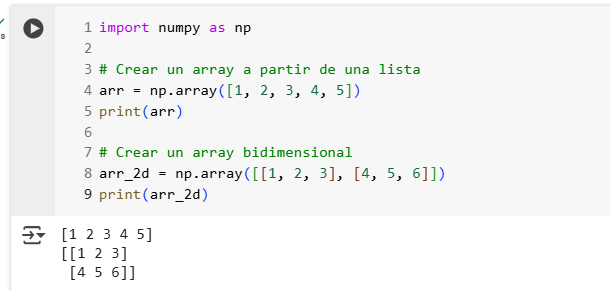 s
1 import numpy as np
2
3 # Crear un array a partir de una lista
4 arr = np.array([1, 2, 3, 4, 5])
5 print(arr)
6
7 # Crear un array bidimensional
8 arr_2d = np.array([[1, 2, 3], [4, 5, 6]])
9 print(arr_2d)
[1 2 3 4 5]
[[1 2 3]
 [4 5 6]]